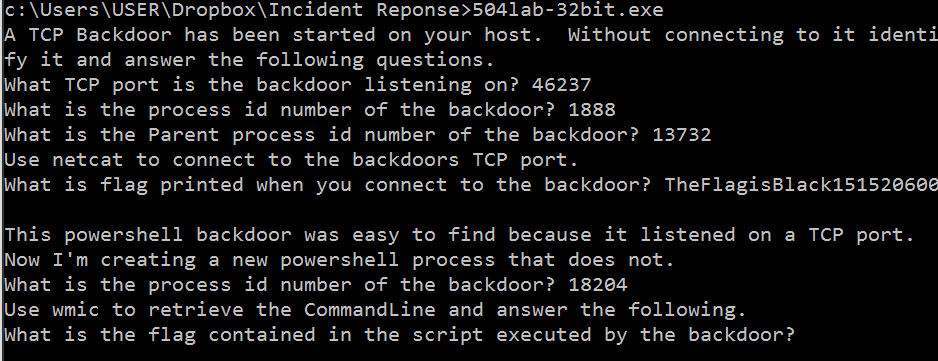 c:\Users\USER\Dropbox\Incident Reponse>504lab-32bit.exe
A TCP Backdoor has been started on your host.  Without connecting to it identi
fy it and answer the following questions.
What TCP port is the backdoor listening on? 46237
What is the process id number of the backdoor? 1888
What is the Parent process id number of the backdoor? 13732
Use netcat to connect to the backdoors TCP port.
What is flag printed when you connect to the backdoor? TheFlagisBlack151520600
This powershell backdoor was easy to find because it listened on a TCP port.
Now I'm creating a new powershell process that does not.
What is the process id number of the backdoor? 18204
Use wmic to retrieve the CommandLine and answer the following.
What is the flag contained in the script executed by the backdoor?